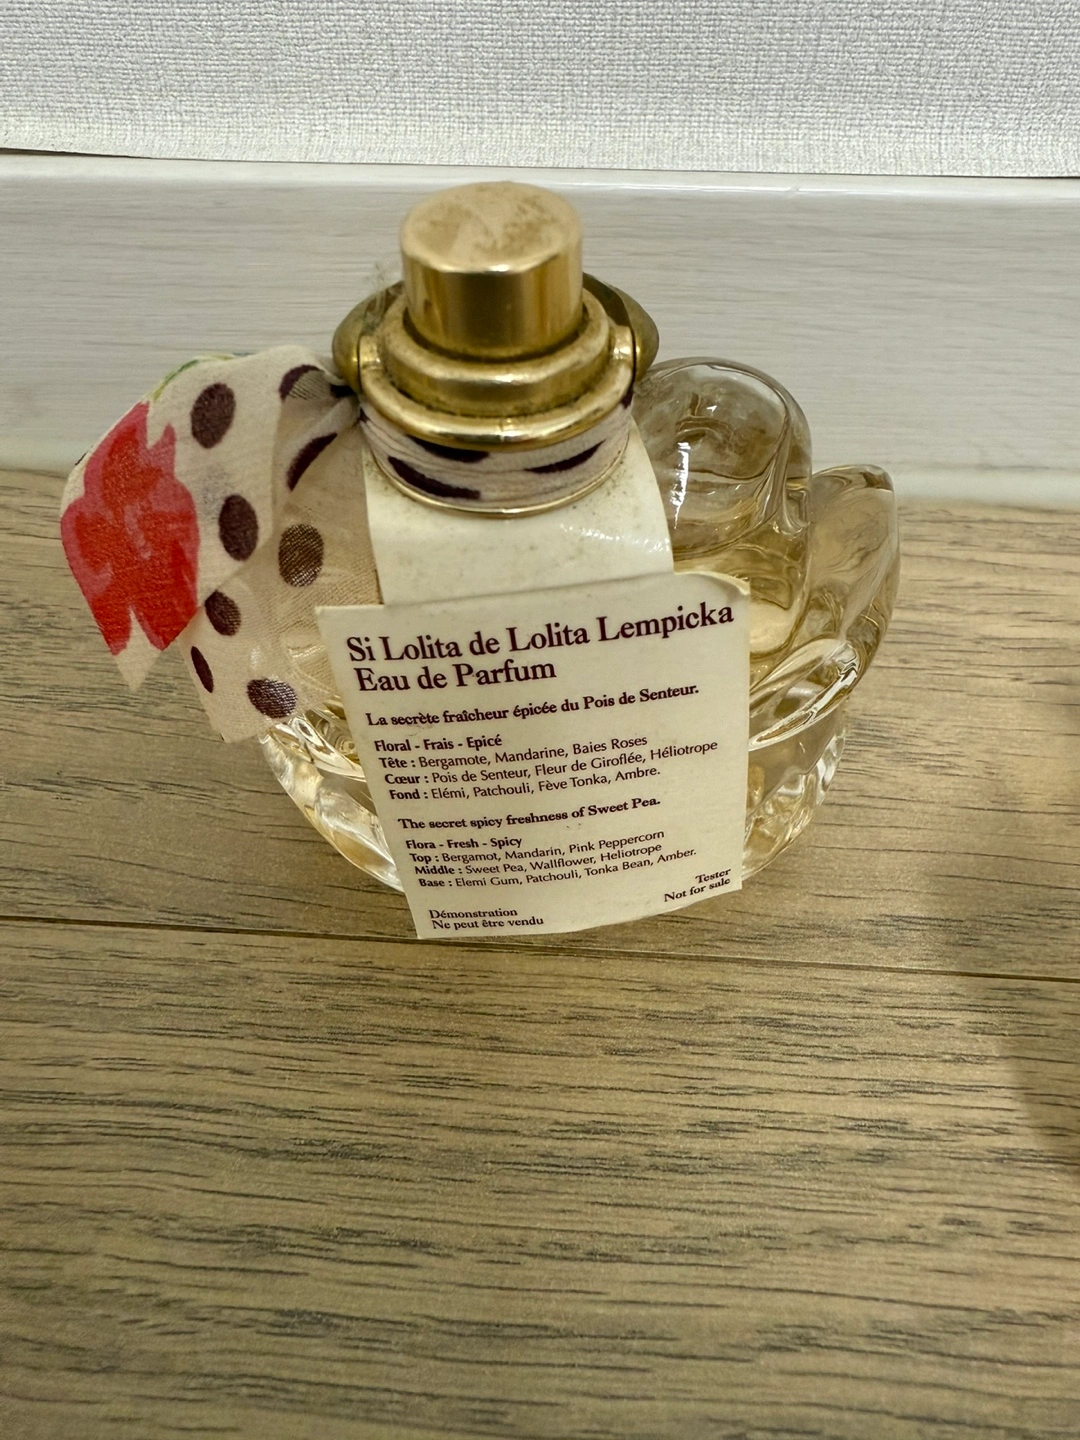 Si Lolita de Lolita Lempicka
Eau de Parfum
La secrète fraîcheur épicée du Pois de Senteur.
Floral - Frais - Epicé
Tête : Bergamote, Mandarine, Baies Roses
Cœur : Pois de Senteur, Fleur de Giroflée, Héliotrope
Fond : Elémi, Patchouli, Fève Tonka, Ambre.
The secret spicy freshness of Sweet Pea.
Flora - Fresh - Spicy
Top : Bergamot, Mandarin, Pink Peppercorn
Middle : Sweet Pea, Wallflower, Heliotrope
Base : Elemi Gum, Patchouli, Tonka Bean, Amber.
Démonstration
Ne peut être vendu
Tester
Not for sale